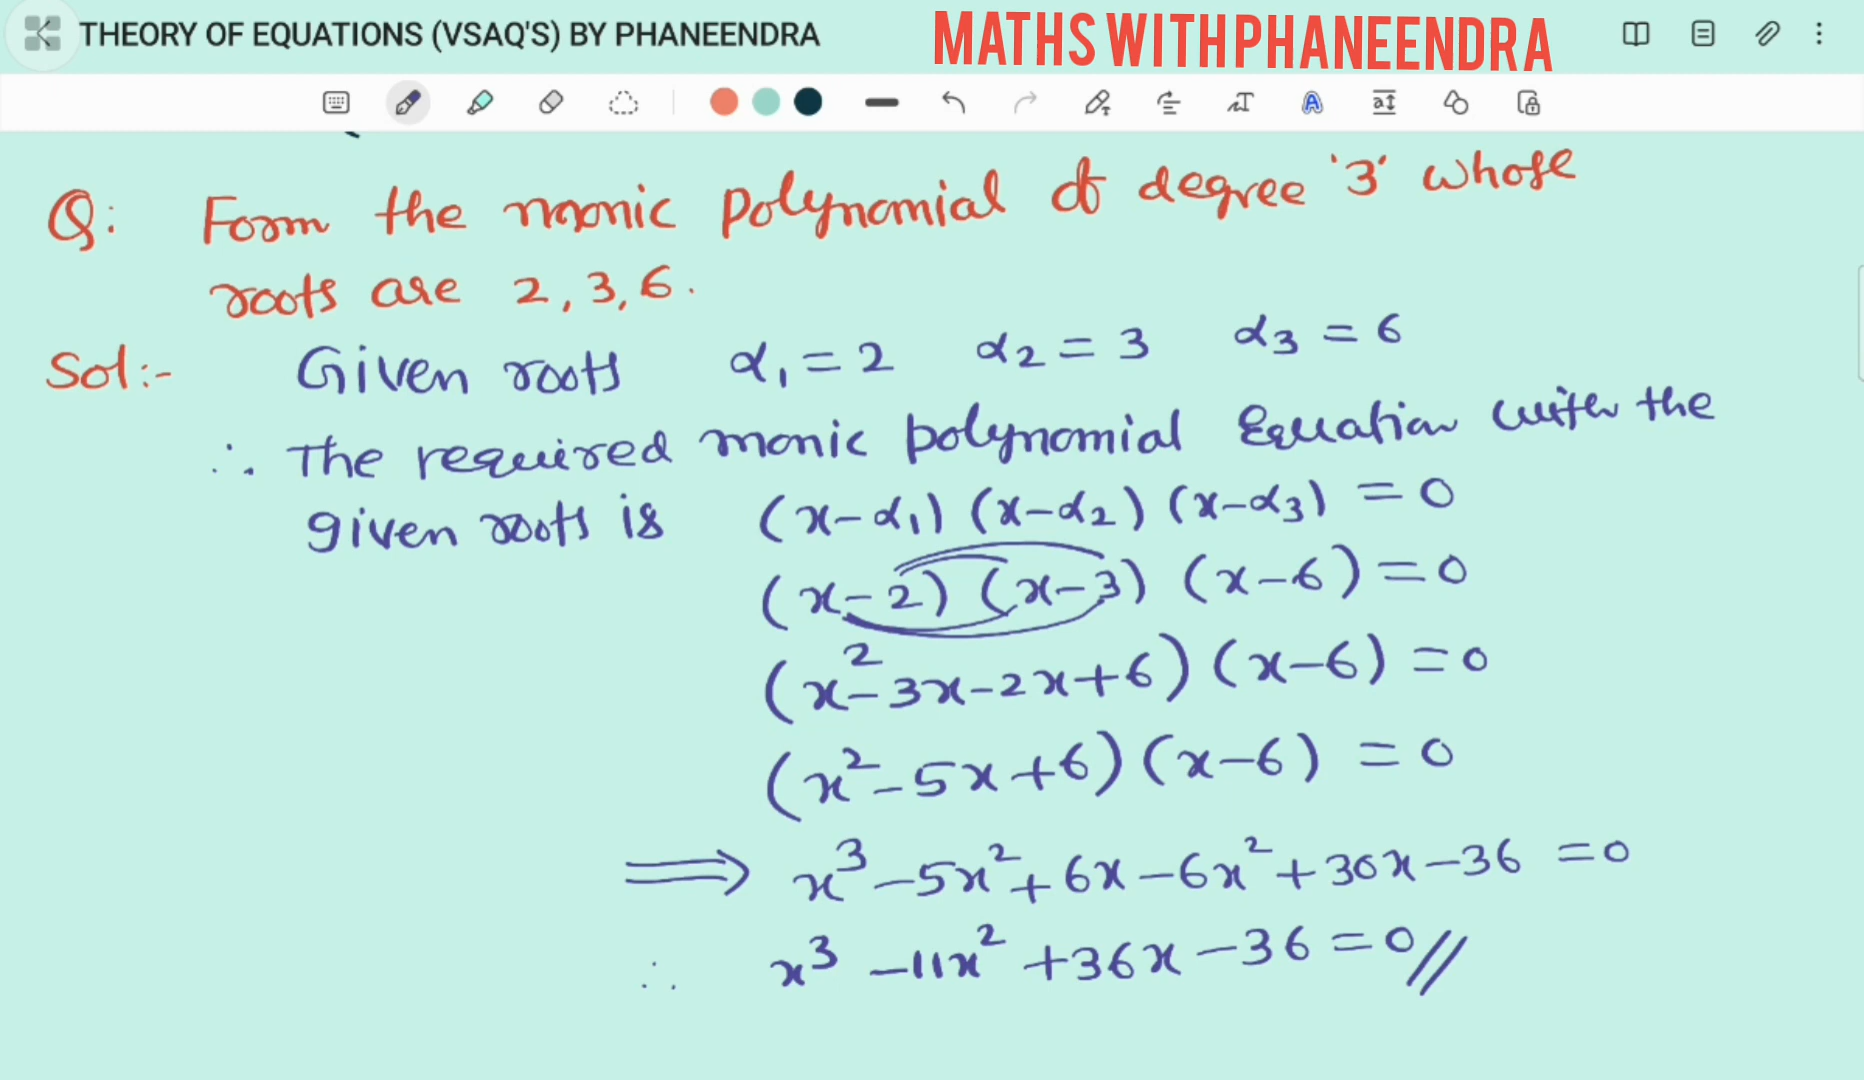 THEORY OF EQUATIONS (VSAQ'S) BY PHANEENDRA
MATHS WITH PHANEENDRA
Q: Form the monic polynomial of degree '3' whose
roots are 2, 3, 6.
Sol:- Given roots α₁ = 2 α₂ = 3 α₃ = 6
∴ The required monic polynomial Equation with the
given roots is (x-α₁) (x-α₂) (x-α₃) = 0
(x-2) (x-3) (x-6) = 0
(x²-3x-2x+6) (x-6) = 0
(x²-5x+6) (x-6) = 0
⟹ x³-5x²+6x-6x²+30x-36 = 0
∴ x³ -11x² +36x -36 = 0//